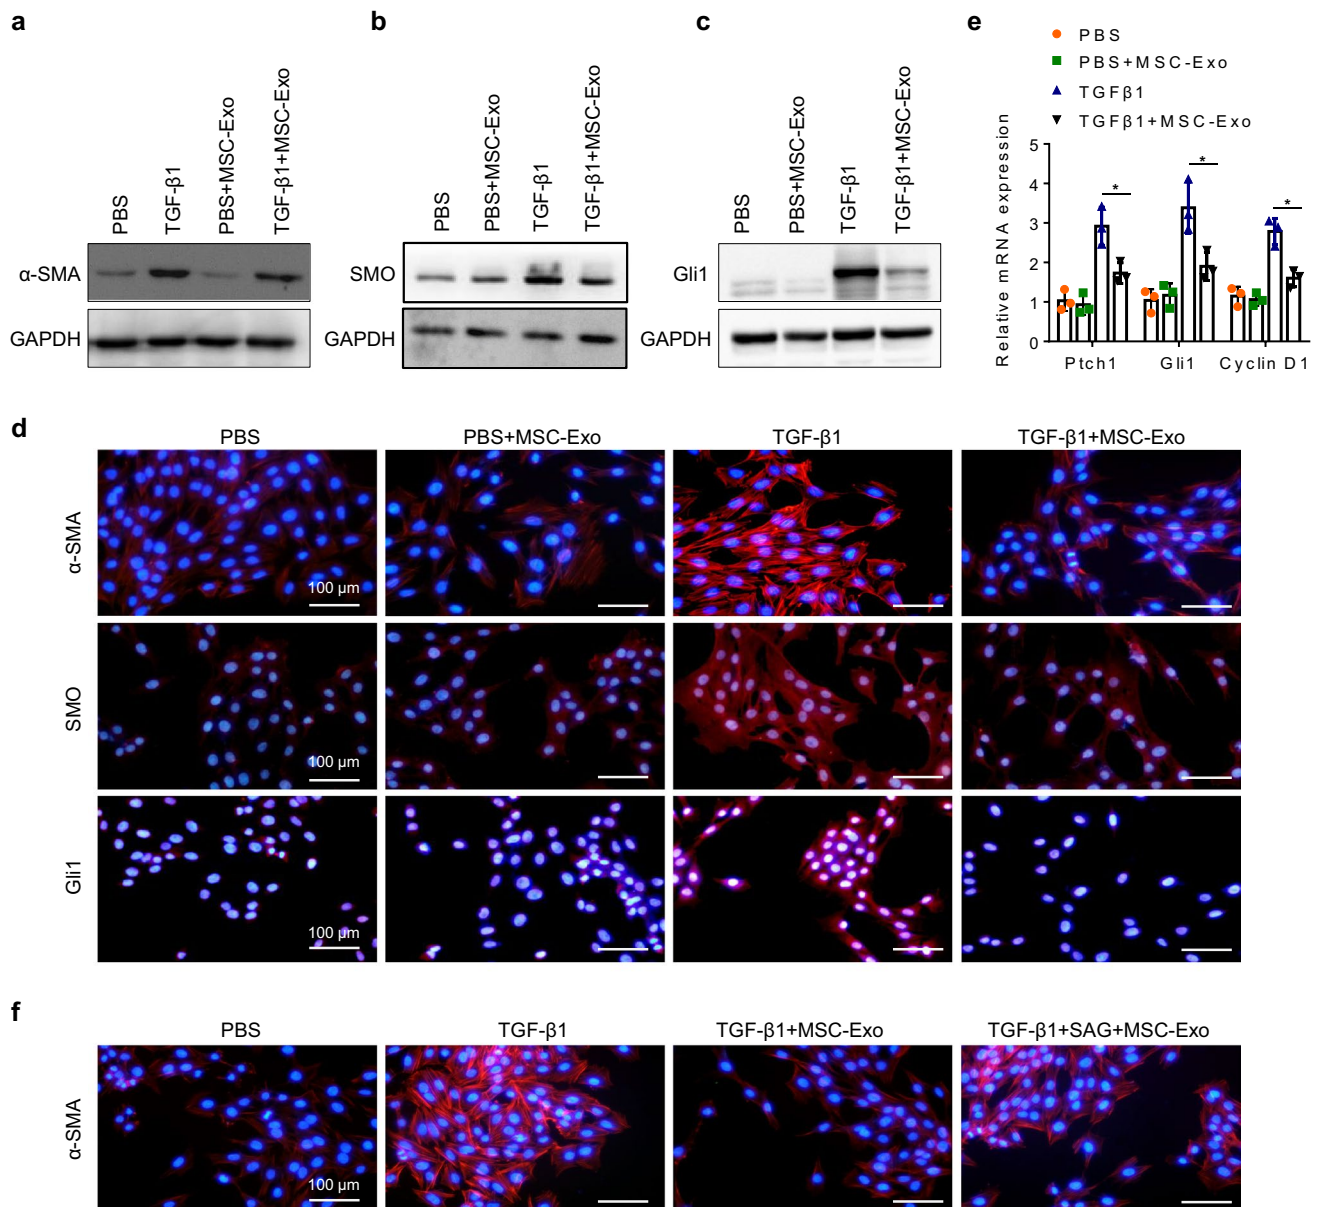 a
PBS
TGF-β1
PBS+MSC-Exo
TGF-β1+MSC-Exo
α-SMA
GAPDH
b
PBS
PBS+MSC-Exo
TGF-β1
TGF-β1+MSC-Exo
SMO
GAPDH
c
PBS
PBS+MSC-Exo
TGF-β1
TGF-β1+MSC-Exo
Gli1
GAPDH
e
PBS
PBS+MSC-Exo
TGFβ1
TGFβ1+MSC-Exo
Relative mRNA expression
5
4
3
2
1
0
*
*
*
Ptch1
Gli1
Cyclin D1
d
PBS
PBS+MSC-Exo
TGF-β1
TGF-β1+MSC-Exo
α-SMA
100 μm
SMO
100 μm
Gli1
100 μm
f
PBS
TGF-β1
TGF-β1+MSC-Exo
TGF-β1+SAG+MSC-Exo
α-SMA
100 μm